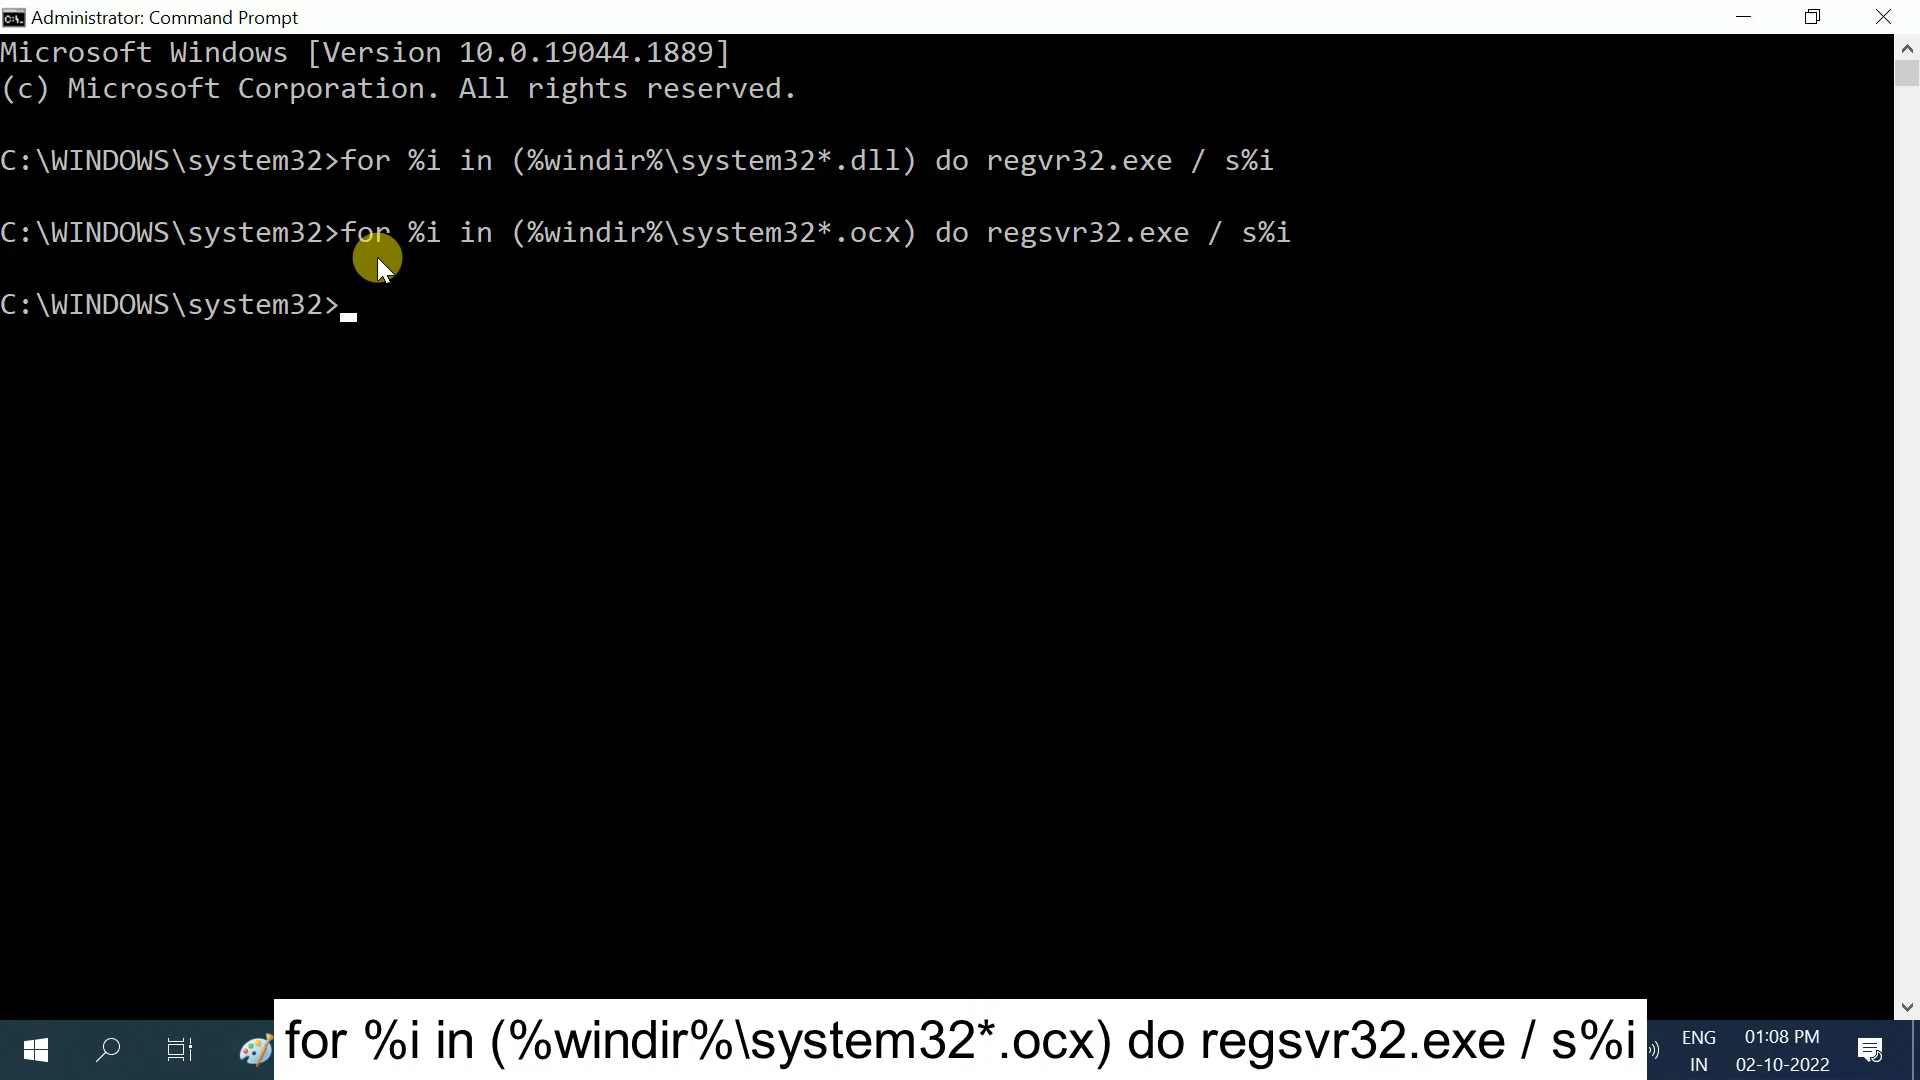 Administrator: Command Prompt
Microsoft Windows [Version 10.0.19044.1889]
(c) Microsoft Corporation. All rights reserved.
C:\WINDOWS\system32>for %i in (%windir%\system32*.dll) do regvr32.exe / s%i
C:\WINDOWS\system32>for %i in (%windir%\system32*.ocx) do regsvr32.exe / s%i
C:\WINDOWS\system32>
for %i in (%windir%\system32*.ocx) do regsvr32.exe / s%i
ENG
IN
01:08 PM
02-10-2022